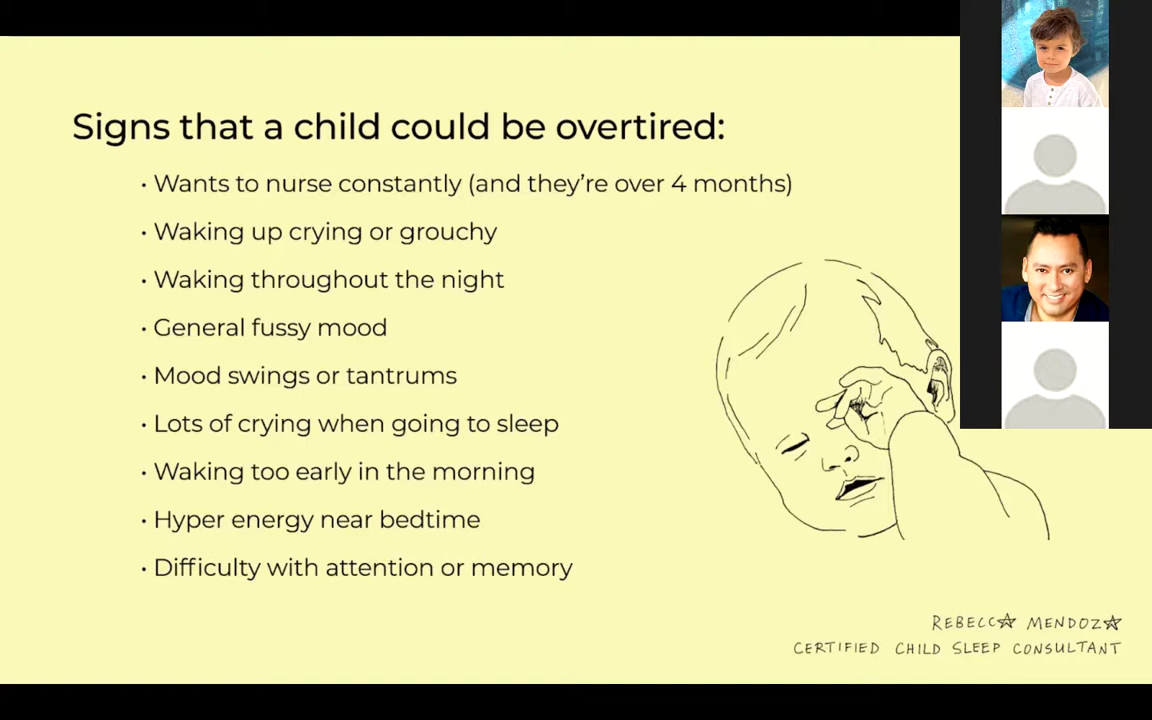 Signs that a child could be overtired:
• Wants to nurse constantly (and they're over 4 months)
• Waking up crying or grouchy
• Waking throughout the night
• General fussy mood
• Mood swings or tantrums
• Lots of crying when going to sleep
• Waking too early in the morning
• Hyper energy near bedtime
• Difficulty with attention or memory
REBECCA MENDOZA
CERTIFIED CHILD SLEEP CONSULTANT